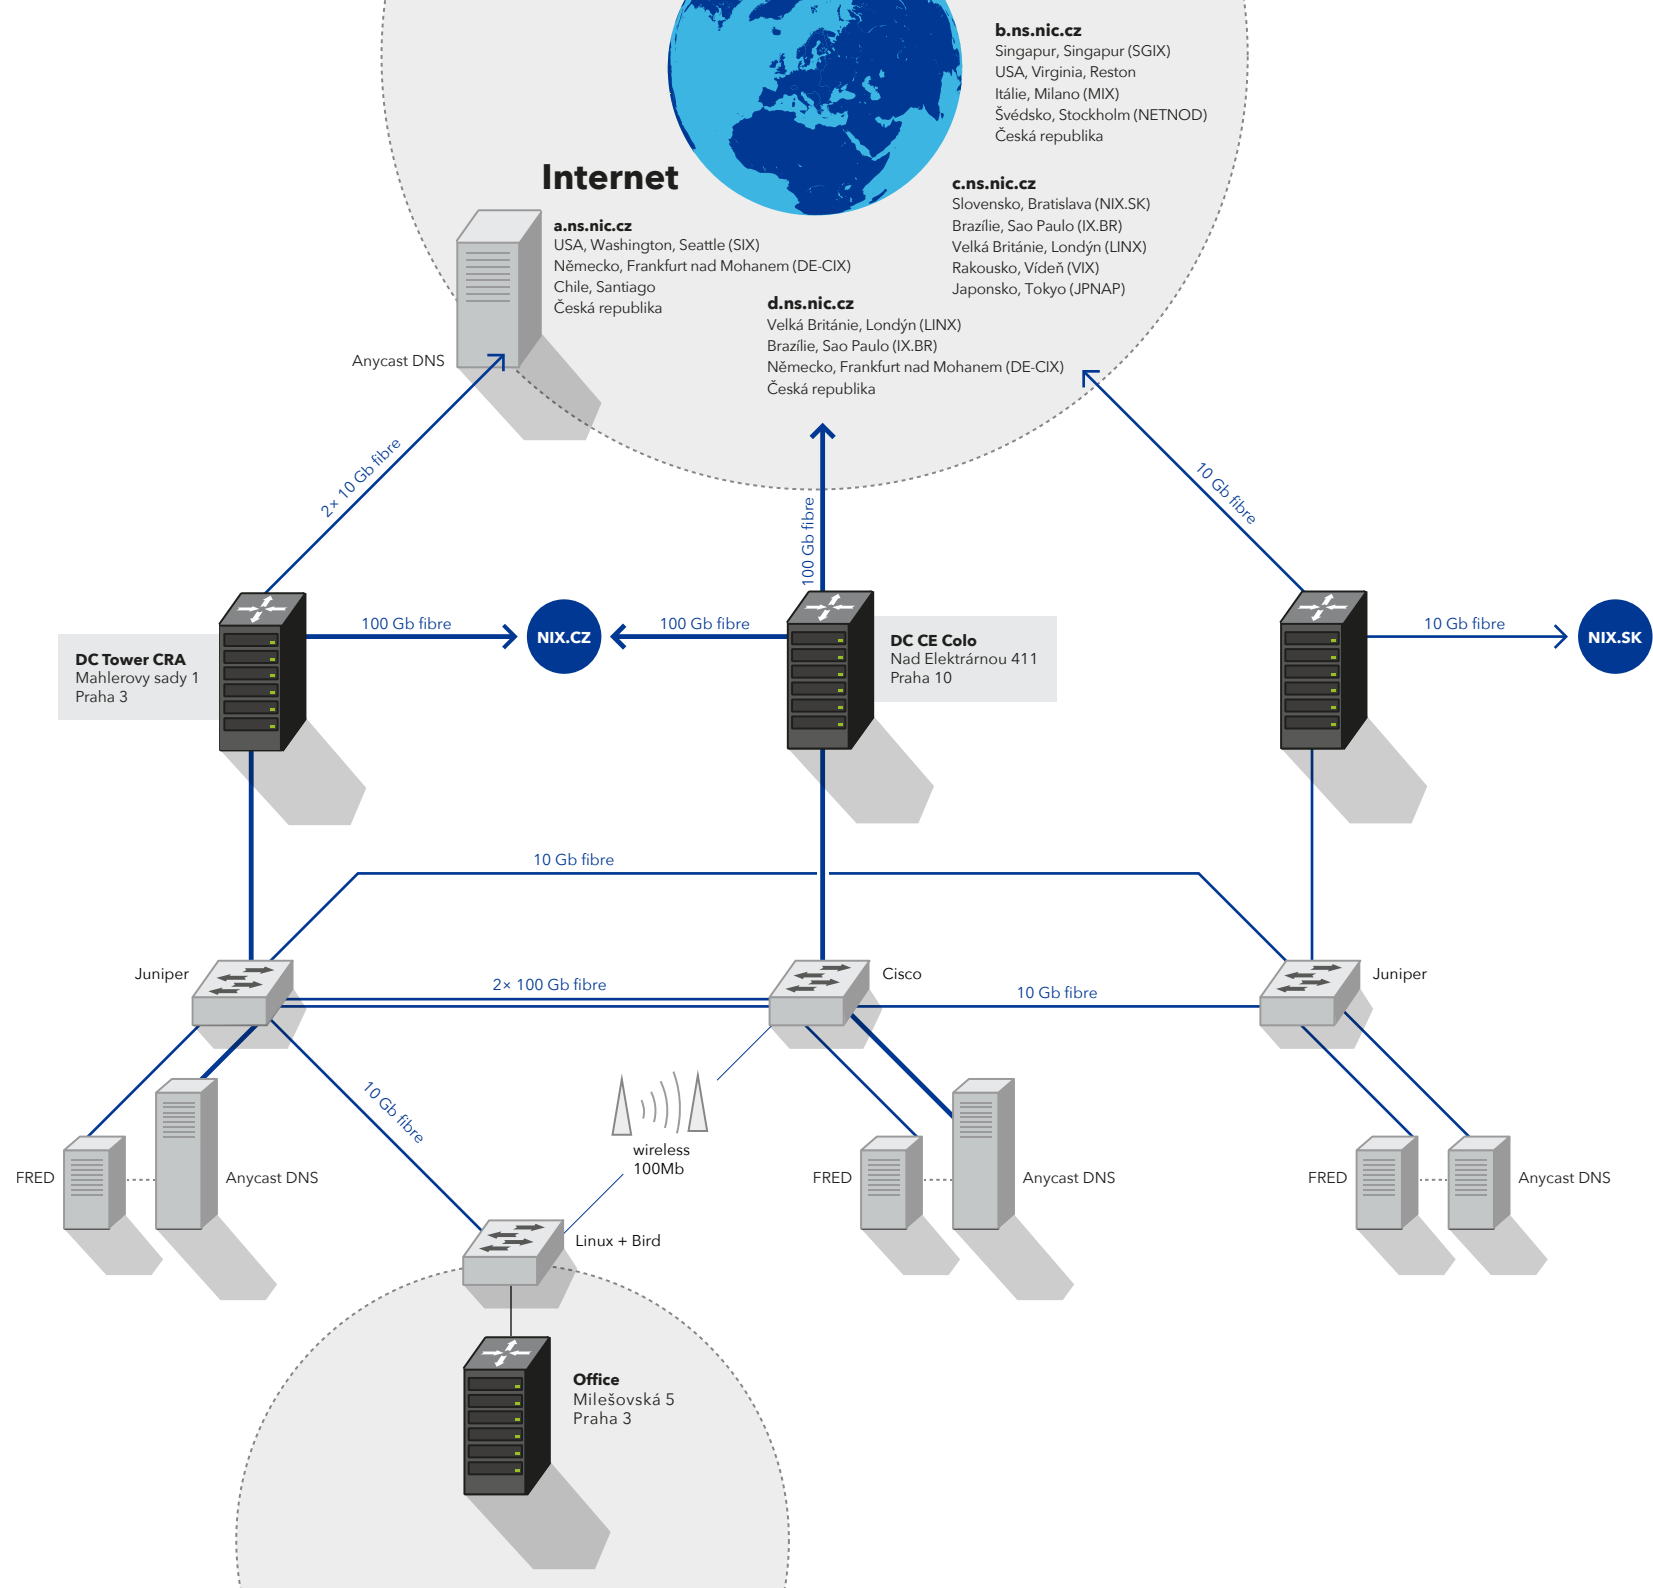 b.ns.nic.cz
Singapur, Singapur (SGIX)
USA, Virginia, Reston
Itálie, Milano (MIX)
Švédsko, Stockholm (NETNOD)
Česká republika
Internet
c.ns.nic.cz
Slovensko, Bratislava (NIX.SK)
Brazílie, Sao Paulo (IX.BR)
Velká Británie, Londýn (LINX)
Rakousko, Vídeň (VIX)
Japonsko, Tokyo (JPNAP)
a.ns.nic.cz
USA, Washington, Seattle (SIX)
Německo, Frankfurt nad Mohanem (DE-CIX)
Chile, Santiago
Česká republika
d.ns.nic.cz
Velká Británie, Londýn (LINX)
Brazílie, Sao Paulo (IX.BR)
Německo, Frankfurt nad Mohanem (DE-CIX)
Česká republika
Anycast DNS
2× 10 Gb fibre
100 Gb fibre
10 Gb fibre
DC Tower CRA
Mahlerovy sady 1
Praha 3
100 Gb fibre
NIX.CZ
100 Gb fibre
DC CE Colo
Nad Elektrárnou 411
Praha 10
10 Gb fibre
NIX.SK
10 Gb fibre
Juniper
2× 100 Gb fibre
Cisco
10 Gb fibre
Juniper
10 Gb fibre
wireless
100Mb
FRED
Anycast DNS
FRED
Anycast DNS
FRED
Anycast DNS
Linux + Bird
Office
Milešovská 5
Praha 3